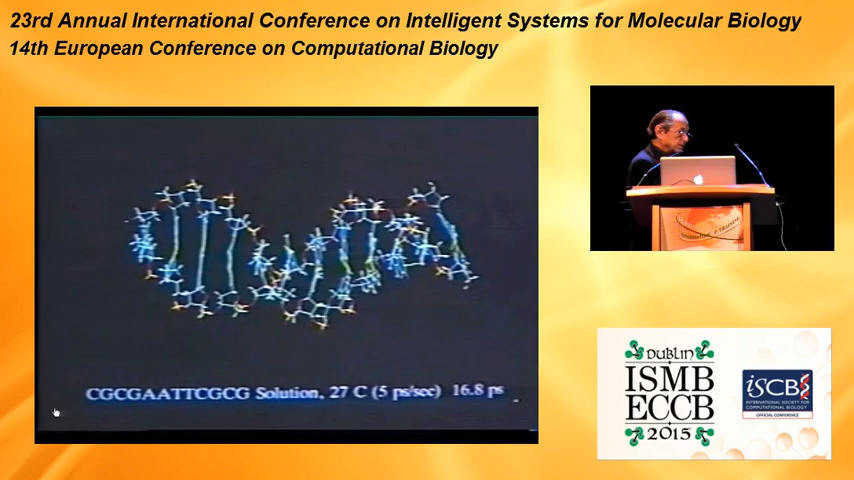 23rd Annual International Conference on Intelligent Systems for Molecular Biology
14th European Conference on Computational Biology
CGCGAATTCGCG Solution, 27 C (5 ps/sec) 16.8 ps
DUBLIN
ISMB
ECCB
2015
iSCB
INTERNATIONAL SOCIETY FOR
COMPUTATIONAL BIOLOGY
OFFICIAL CONFERENCE